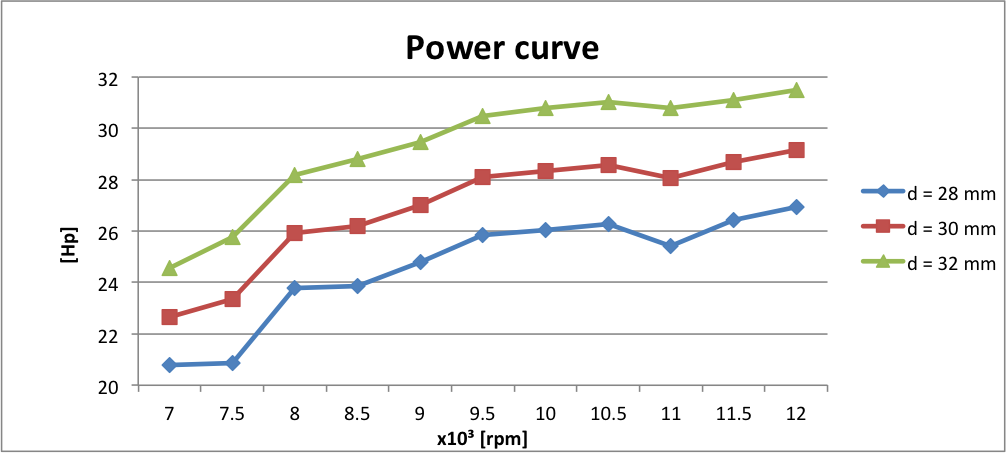 Power curve
32
30
28
26
24
22
20
[Hp]
7 7.5 8 8.5 9 9.5 10 10.5 11 11.5 12
x10³ [rpm]
d = 28 mm
d = 30 mm
d = 32 mm